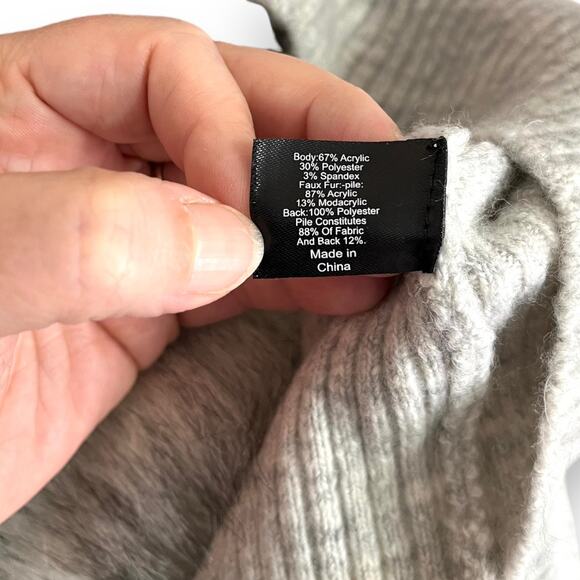 Body:67% Acrylic
30% Polyester
3% Spandex
Faux Fur:-pile:
87% Acrylic
13% Modacrylic
Back:100% Polyester
Pile Constitutes
88% Of Fabric
And Back 12%.
Made in
China